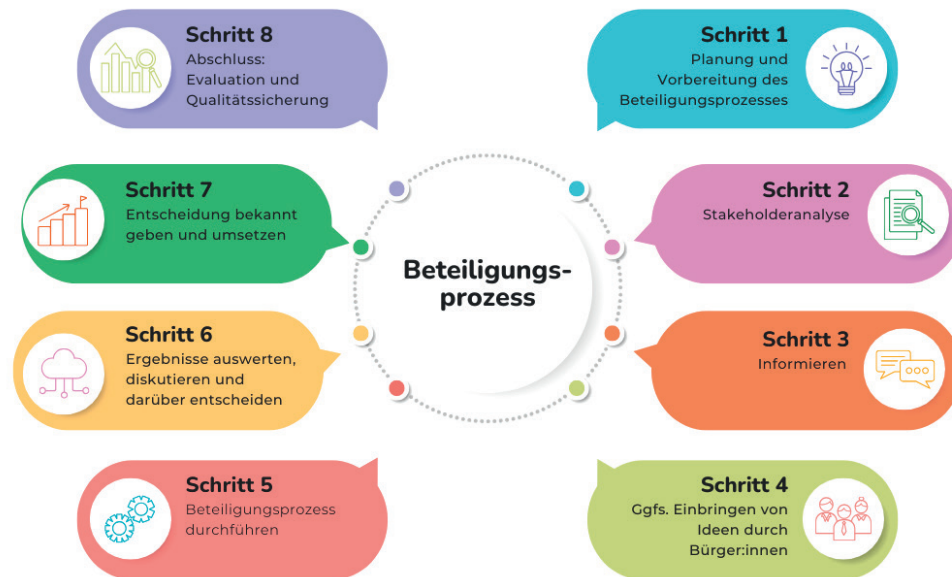 Schritt 8
Abschluss:
Evaluation und
Qualitätssicherung
Schritt 1
Planung und
Vorbereitung des
Beteiligungsprozesses
Schritt 7
Entscheidung bekannt
geben und umsetzen
Schritt 2
Stakeholderanalyse
Beteiligungs-
prozess
Schritt 6
Ergebnisse auswerten,
diskutieren und
darüber entscheiden
Schritt 3
Informieren
Schritt 5
Beteiligungsprozess
durchführen
Schritt 4
Ggfs. Einbringen von
Ideen durch
Bürger:innen